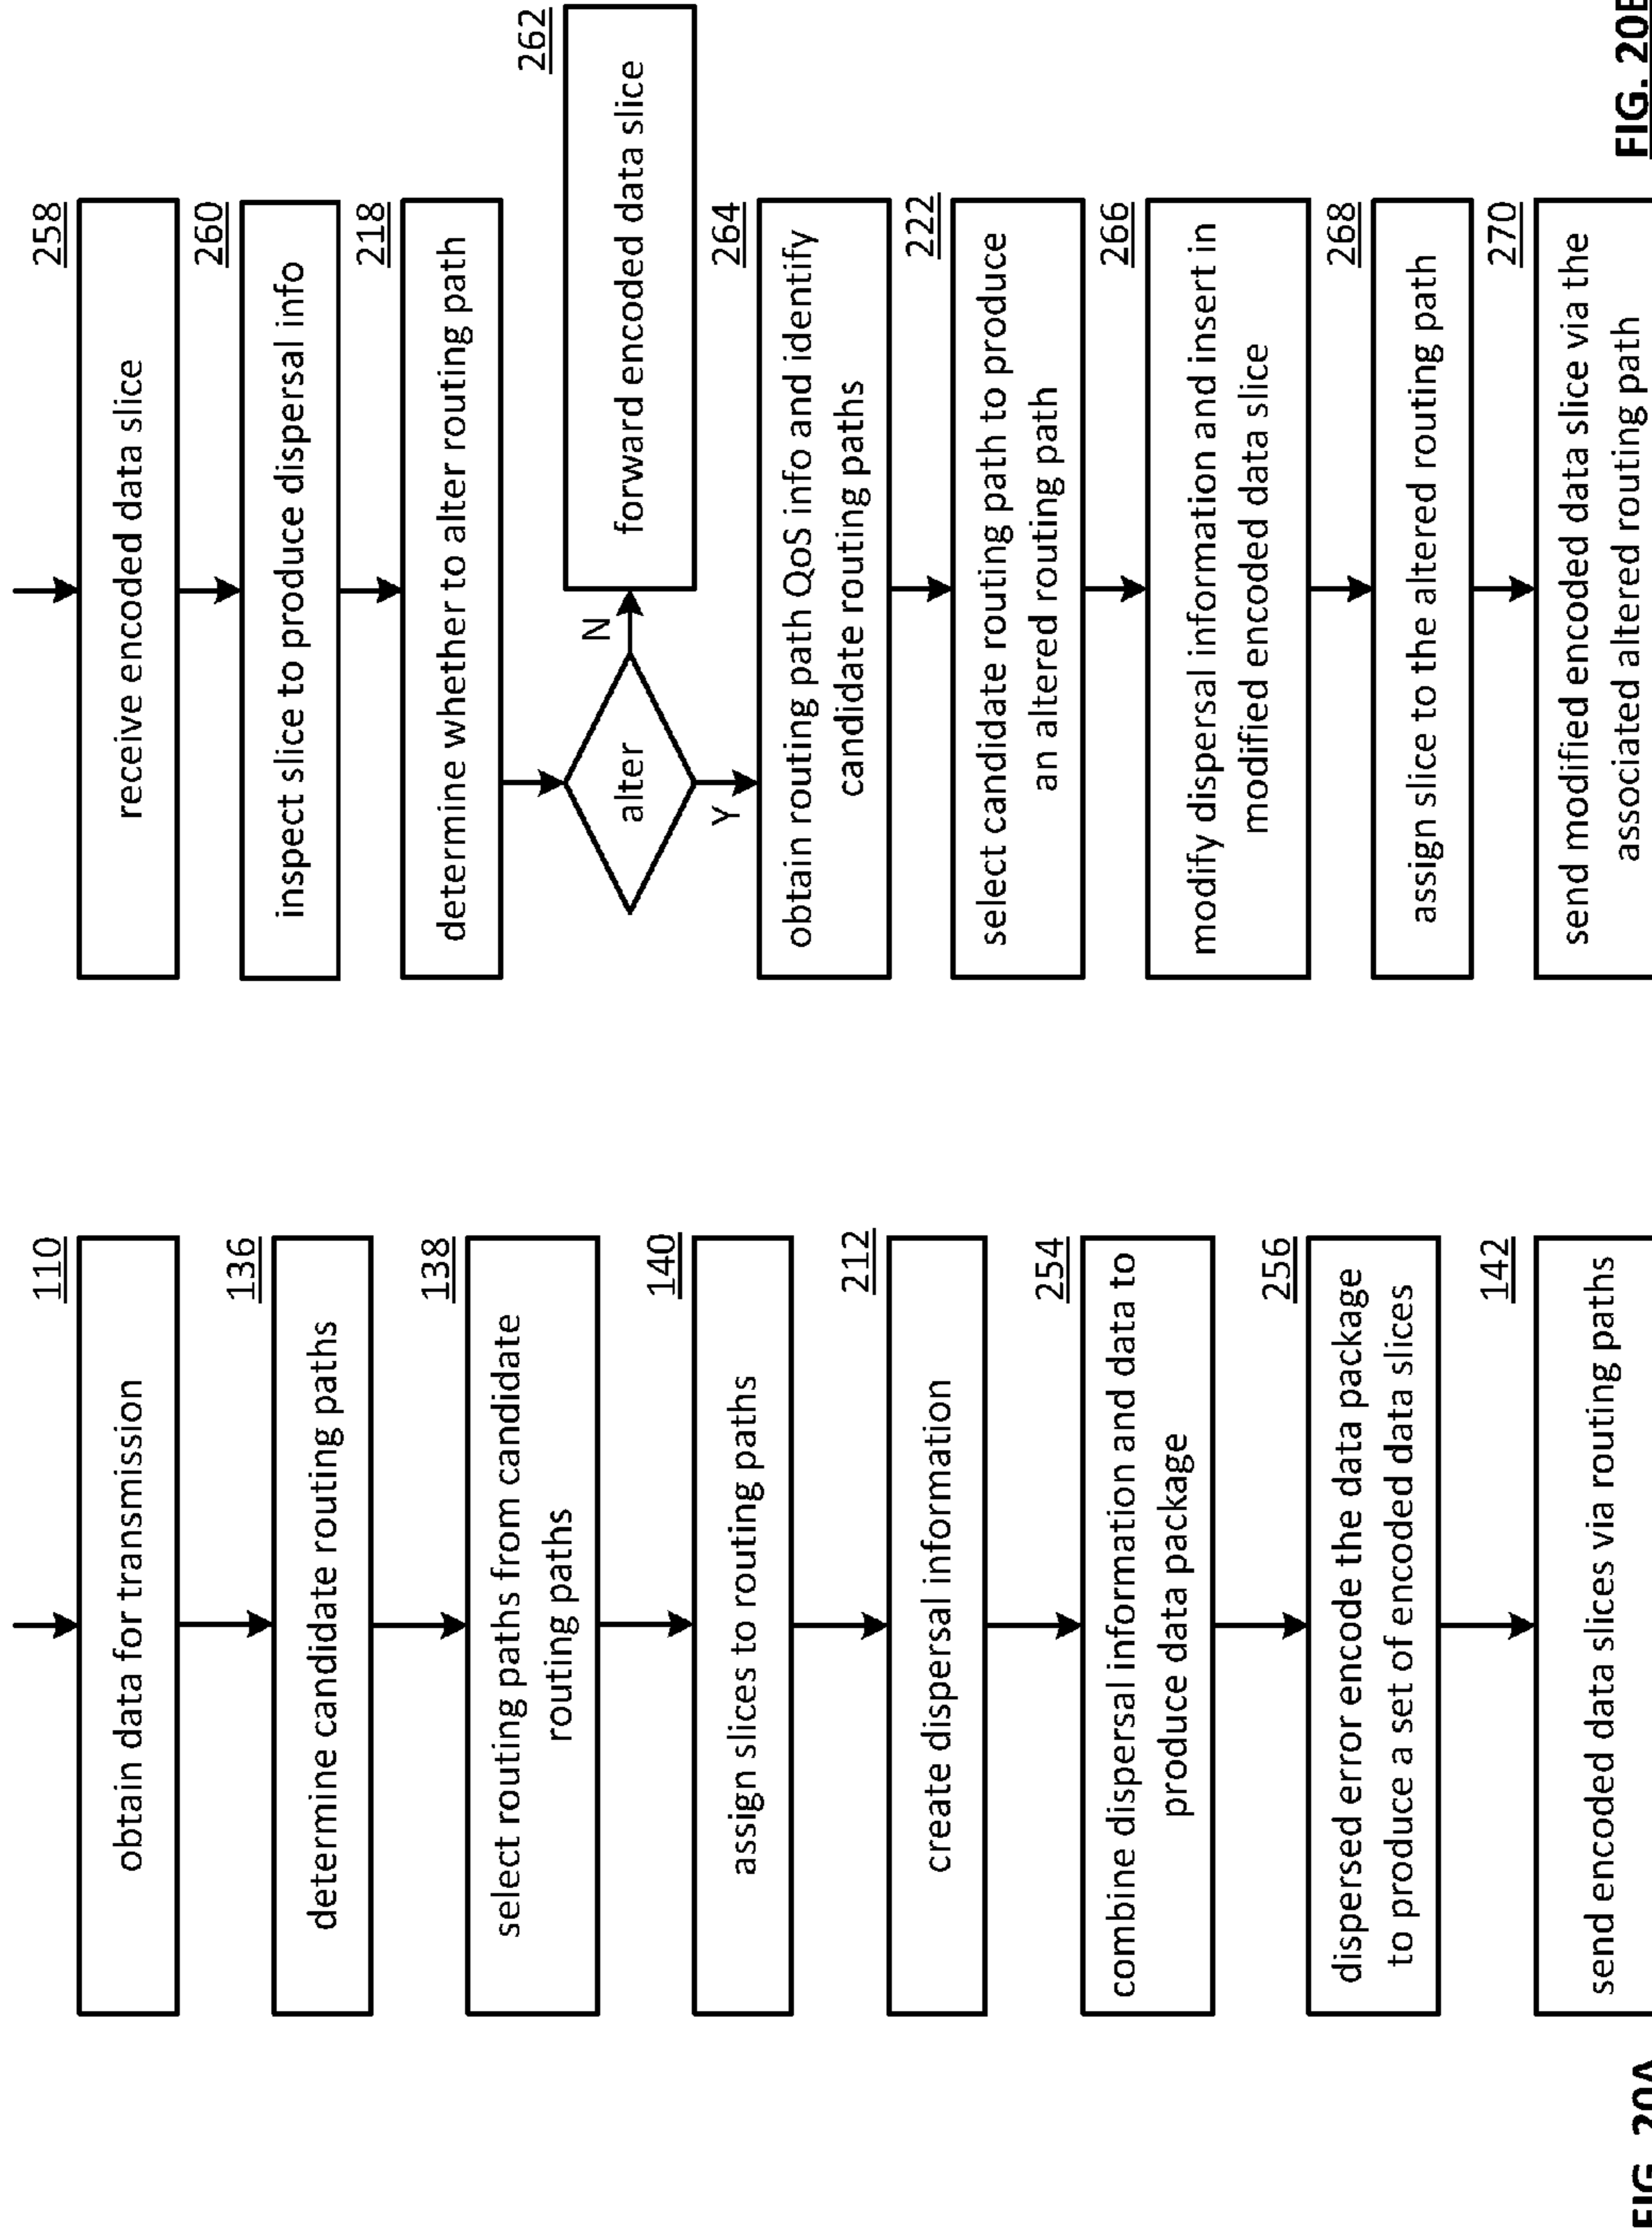 110
obtain data for transmission
136
determine candidate routing paths
138
select routing paths from candidate
routing paths
140
assign slices to routing paths
212
create dispersal information
254
combine dispersal information and data to
produce data package
256
dispersed error encode the data package
to produce a set of encoded data slices
142
send encoded data slices via routing paths
FIG. 20A
258
receive encoded data slice
260
inspect slice to produce dispersal info
218
determine whether to alter routing path
alter
N
Y
262
forward encoded data slice
264
obtain routing path QoS info and identify
candidate routing paths
222
select candidate routing path to produce
an altered routing path
266
modify dispersal information and insert in
modified encoded data slice
268
assign slice to the altered routing path
270
send modified encoded data slice via the
associated altered routing path
FIG. 20B